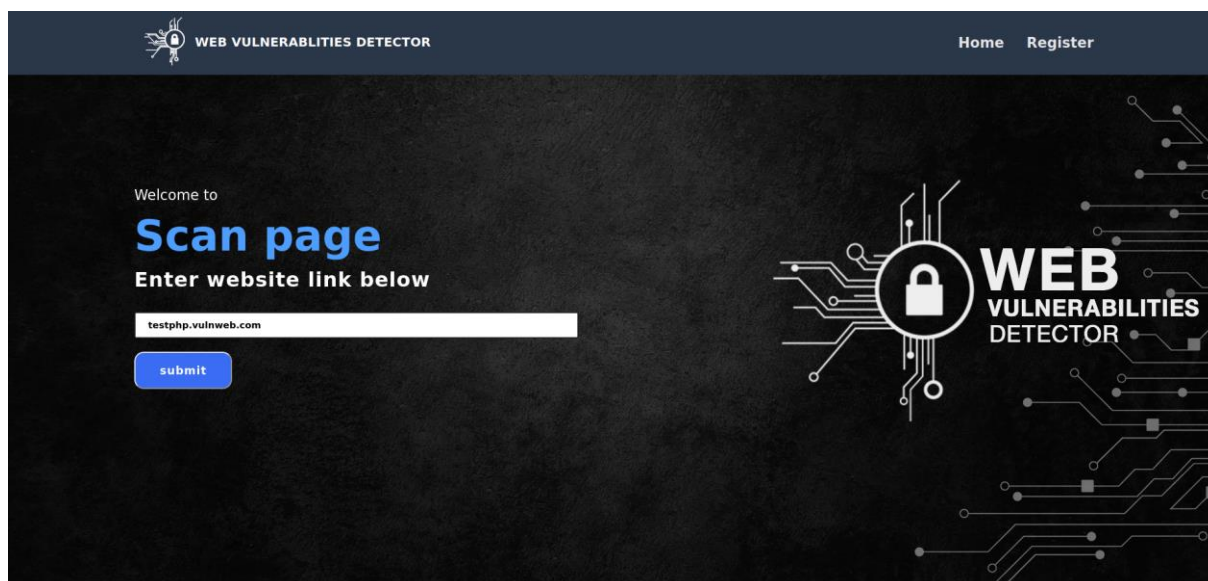 WEB VULNERABLITIES DETECTOR
Home Register
Welcome to
Scan page
Enter website link below
testphp.vulnweb.com
submit
WEB
VULNERABILITIES
DETECTOR